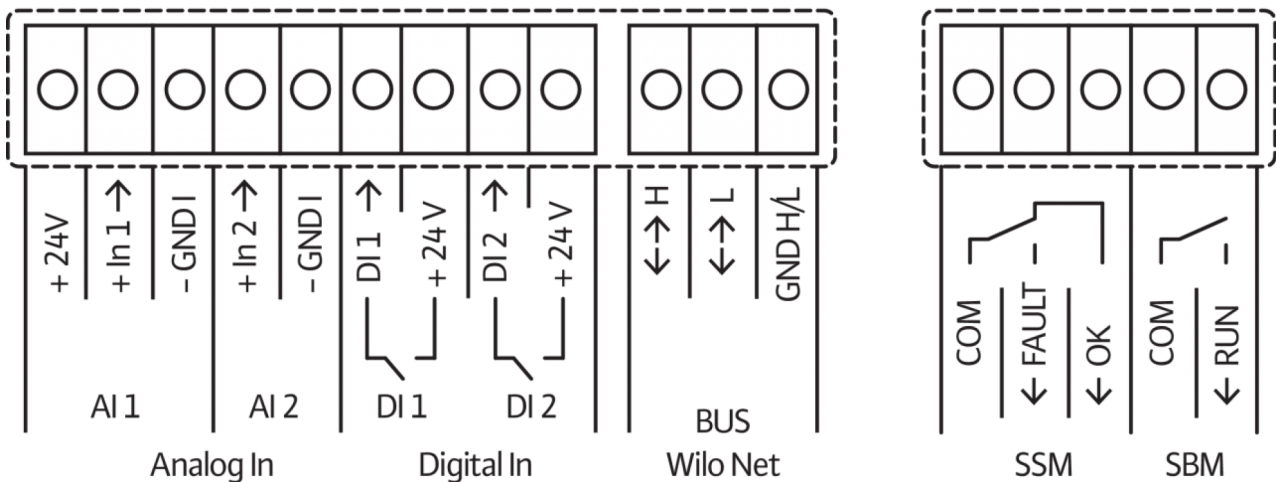 + 24V
+ In 1 →
– GND I
+ In 2 →
– GND I
DI 1 →
+ 24 V
DI 2 →
+ 24 V
←→ H
←→ L
GND H/L
COM
← FAULT
← OK
COM
← RUN
AI 1
AI 2
DI 1
DI 2
BUS
Analog In
Digital In
Wilo Net
SSM
SBM